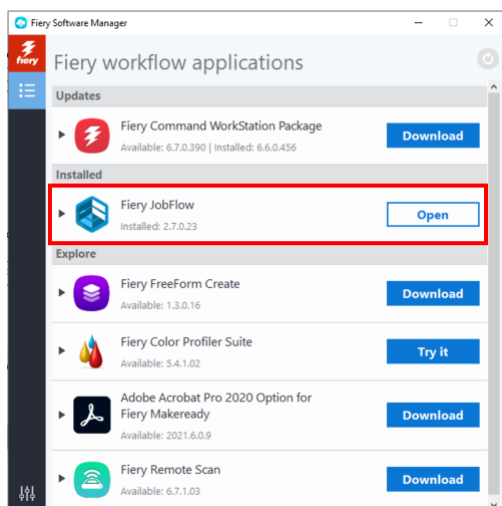 Fiery Software Manager
fiery
Fiery workflow applications
Updates
Fiery Command WorkStation Package
Available: 6.7.0.390 | Installed: 6.6.0.456
Download
Installed
Fiery JobFlow
Installed: 2.7.0.23
Open
Explore
Fiery FreeForm Create
Available: 1.3.0.16
Download
Fiery Color Profiler Suite
Available: 5.4.1.02
Try it
Adobe Acrobat Pro 2020 Option for
Fiery Makeready
Available: 2021.6.0.9
Download
Fiery Remote Scan
Available: 6.7.1.03
Download